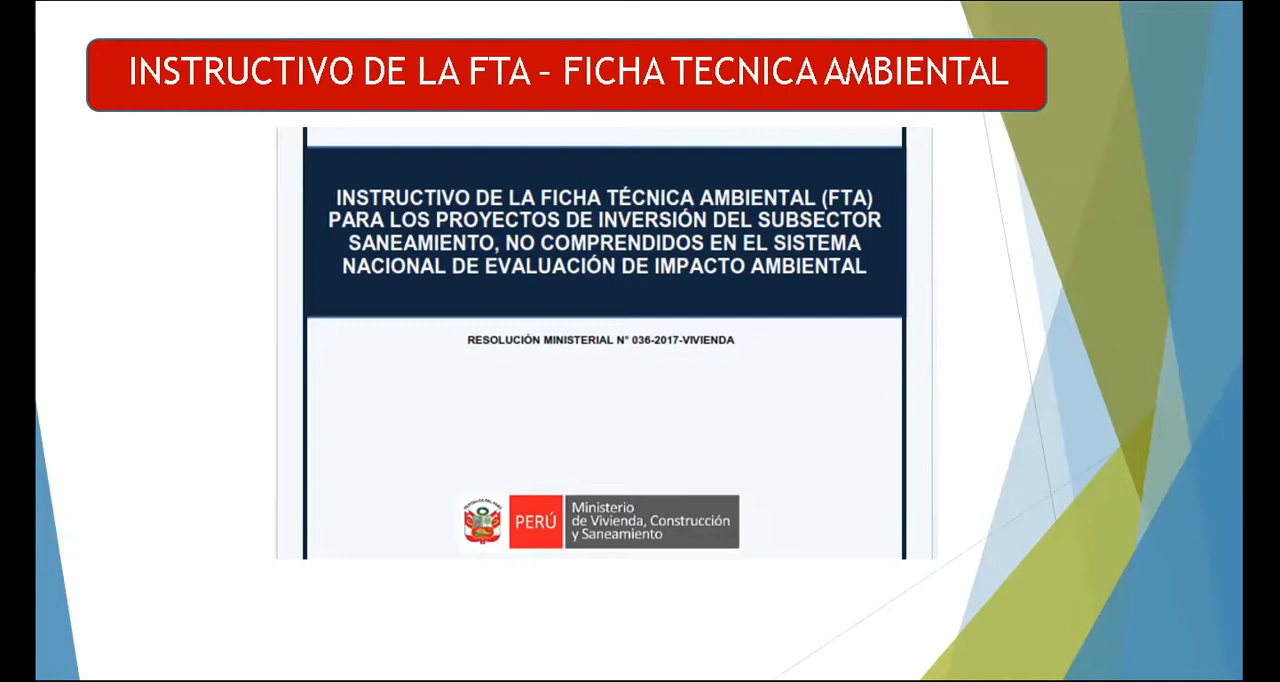 INSTRUCTIVO DE LA FTA – FICHA TECNICA AMBIENTAL
INSTRUCTIVO DE LA FICHA TÉCNICA AMBIENTAL (FTA)
PARA LOS PROYECTOS DE INVERSIÓN DEL SUBSECTOR
SANEAMIENTO, NO COMPRENDIDOS EN EL SISTEMA
NACIONAL DE EVALUACIÓN DE IMPACTO AMBIENTAL
RESOLUCIÓN MINISTERIAL N° 036-2017-VIVIENDA
PERÚ
Ministerio
de Vivienda, Construcción
y Saneamiento